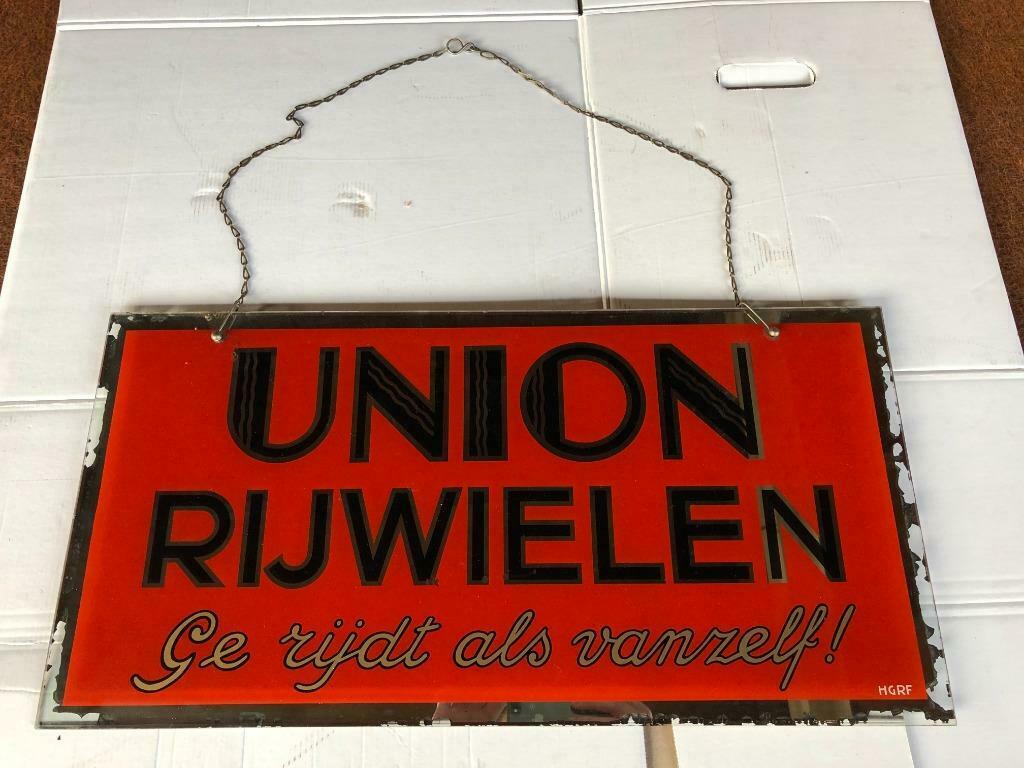 UNION
RIJWIELEN
Ge rijdt als vanzelf!
HGRF